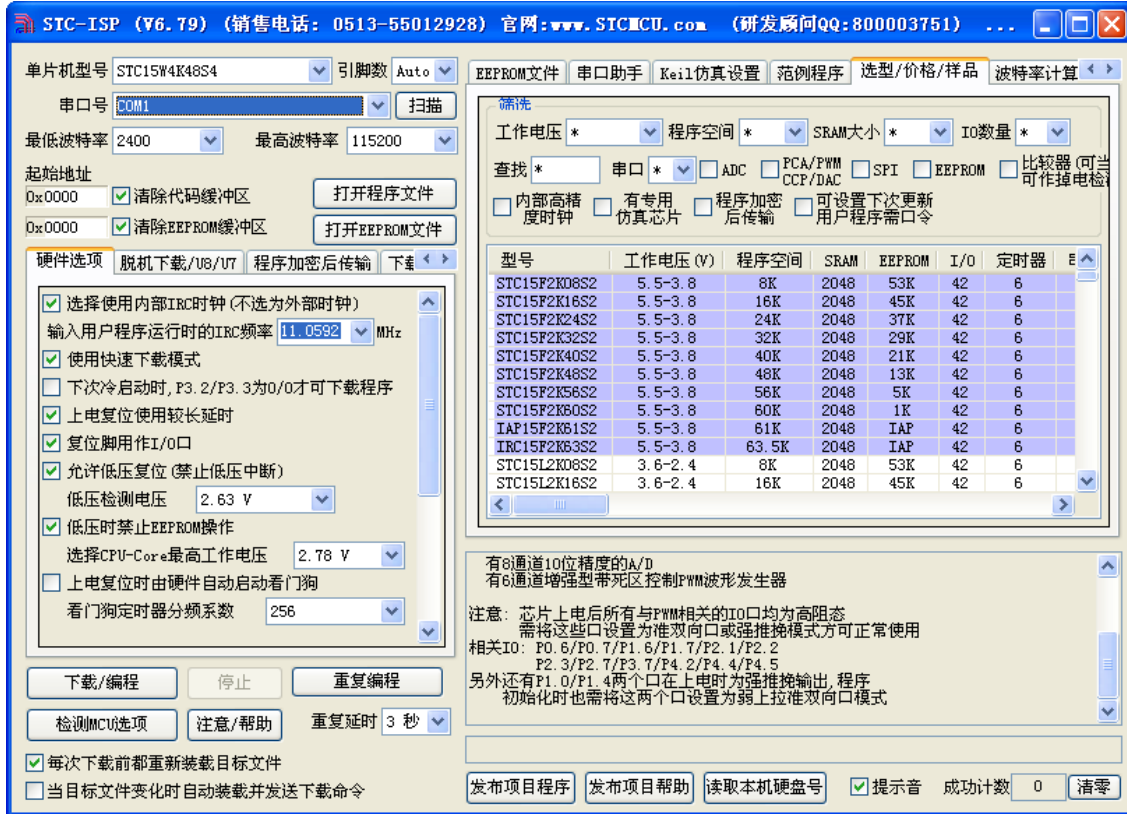 STC-ISP (V6.79) (销售电话: 0513-55012928) 官网:www.STCMCU.com (研发顾问QQ:800003751) ...
单片机型号 STC15W4K48S4 引脚数 Auto
串口号 COM1 扫描
最低波特率 2400 最高波特率 115200
起始地址
0x0000 清除代码缓冲区 打开程序文件
0x0000 清除EEPROM缓冲区 打开EEPROM文件
硬件选项 脱机下载/U8/U7 程序加密后传输
选择使用内部IRC时钟(不选为外部时钟)
输入用户程序运行时的IRC频率 11.0592 MHz
使用快速下载模式
下次冷启动时,P3.2/P3.3为0/0才可下载程序
上电复位使用较长延时
复位脚用作I/O口
允许低压复位(禁止低压中断)
低压检测电压 2.63 V
低压时禁止EEPROM操作
选择CPU-Core最高工作电压 2.78 V
上电复位时由硬件自动启动看门狗
看门狗定时器分频系数 256
下载/编程 停止 重复编程
检测MCU选项 注意/帮助 重复延时 3 秒
每次下载前都重新装载目标文件
当目标文件变化时自动装载并发送下载命令
EEPROM文件 串口助手 Keil仿真设置 范例程序 选型/价格/样品 波特率计算
筛选
工作电压 * 程序空间 * SRAM大小 * IO数量 *
查找 * 串口 * ADC PCA/PWM CCP/DAC SPI EEPROM 比较器(可当 可作掉电检
内部高精度时钟 有专用仿真芯片 程序加密后传输 可设置下次更新用户程序需口令
型号 工作电压(V) 程序空间 SRAM EEPROM I/O 定时器
STC15F2K08S2 5.5-3.8 8K 2048 53K 42 6
STC15F2K16S2 5.5-3.8 16K 2048 45K 42 6
STC15F2K24S2 5.5-3.8 24K 2048 37K 42 6
STC15F2K32S2 5.5-3.8 32K 2048 29K 42 6
STC15F2K40S2 5.5-3.8 40K 2048 21K 42 6
STC15F2K48S2 5.5-3.8 48K 2048 13K 42 6
STC15F2K56S2 5.5-3.8 56K 2048 5K 42 6
STC15F2K60S2 5.5-3.8 60K 2048 1K 42 6
IAP15F2K61S2 5.5-3.8 61K 2048 IAP 42 6
IRC15F2K63S2 5.5-3.8 63.5K 2048 IAP 42 6
STC15L2K08S2 3.6-2.4 8K 2048 53K 42 6
STC15L2K16S2 3.6-2.4 16K 2048 45K 42 6
有8通道10位精度的A/D
有6通道增强型带死区控制PWM波形发生器
注意: 芯片上电后所有与PWM相关的IO口均为高阻态
需将这些口设置为准双向口或强推挽模式方可正常使用
相关IO: P0.6/P0.7/P1.6/P1.7/P2.1/P2.2
P2.3/P2.7/P3.7/P4.2/P4.4/P4.5
另外还有P1.0/P1.4两个口在上电时为强推挽输出,程序
初始化时也需将这两个口设置为弱上拉准双向口模式
发布项目程序 发布项目帮助 读取本机硬盘号 提示音 成功计数 0 清零